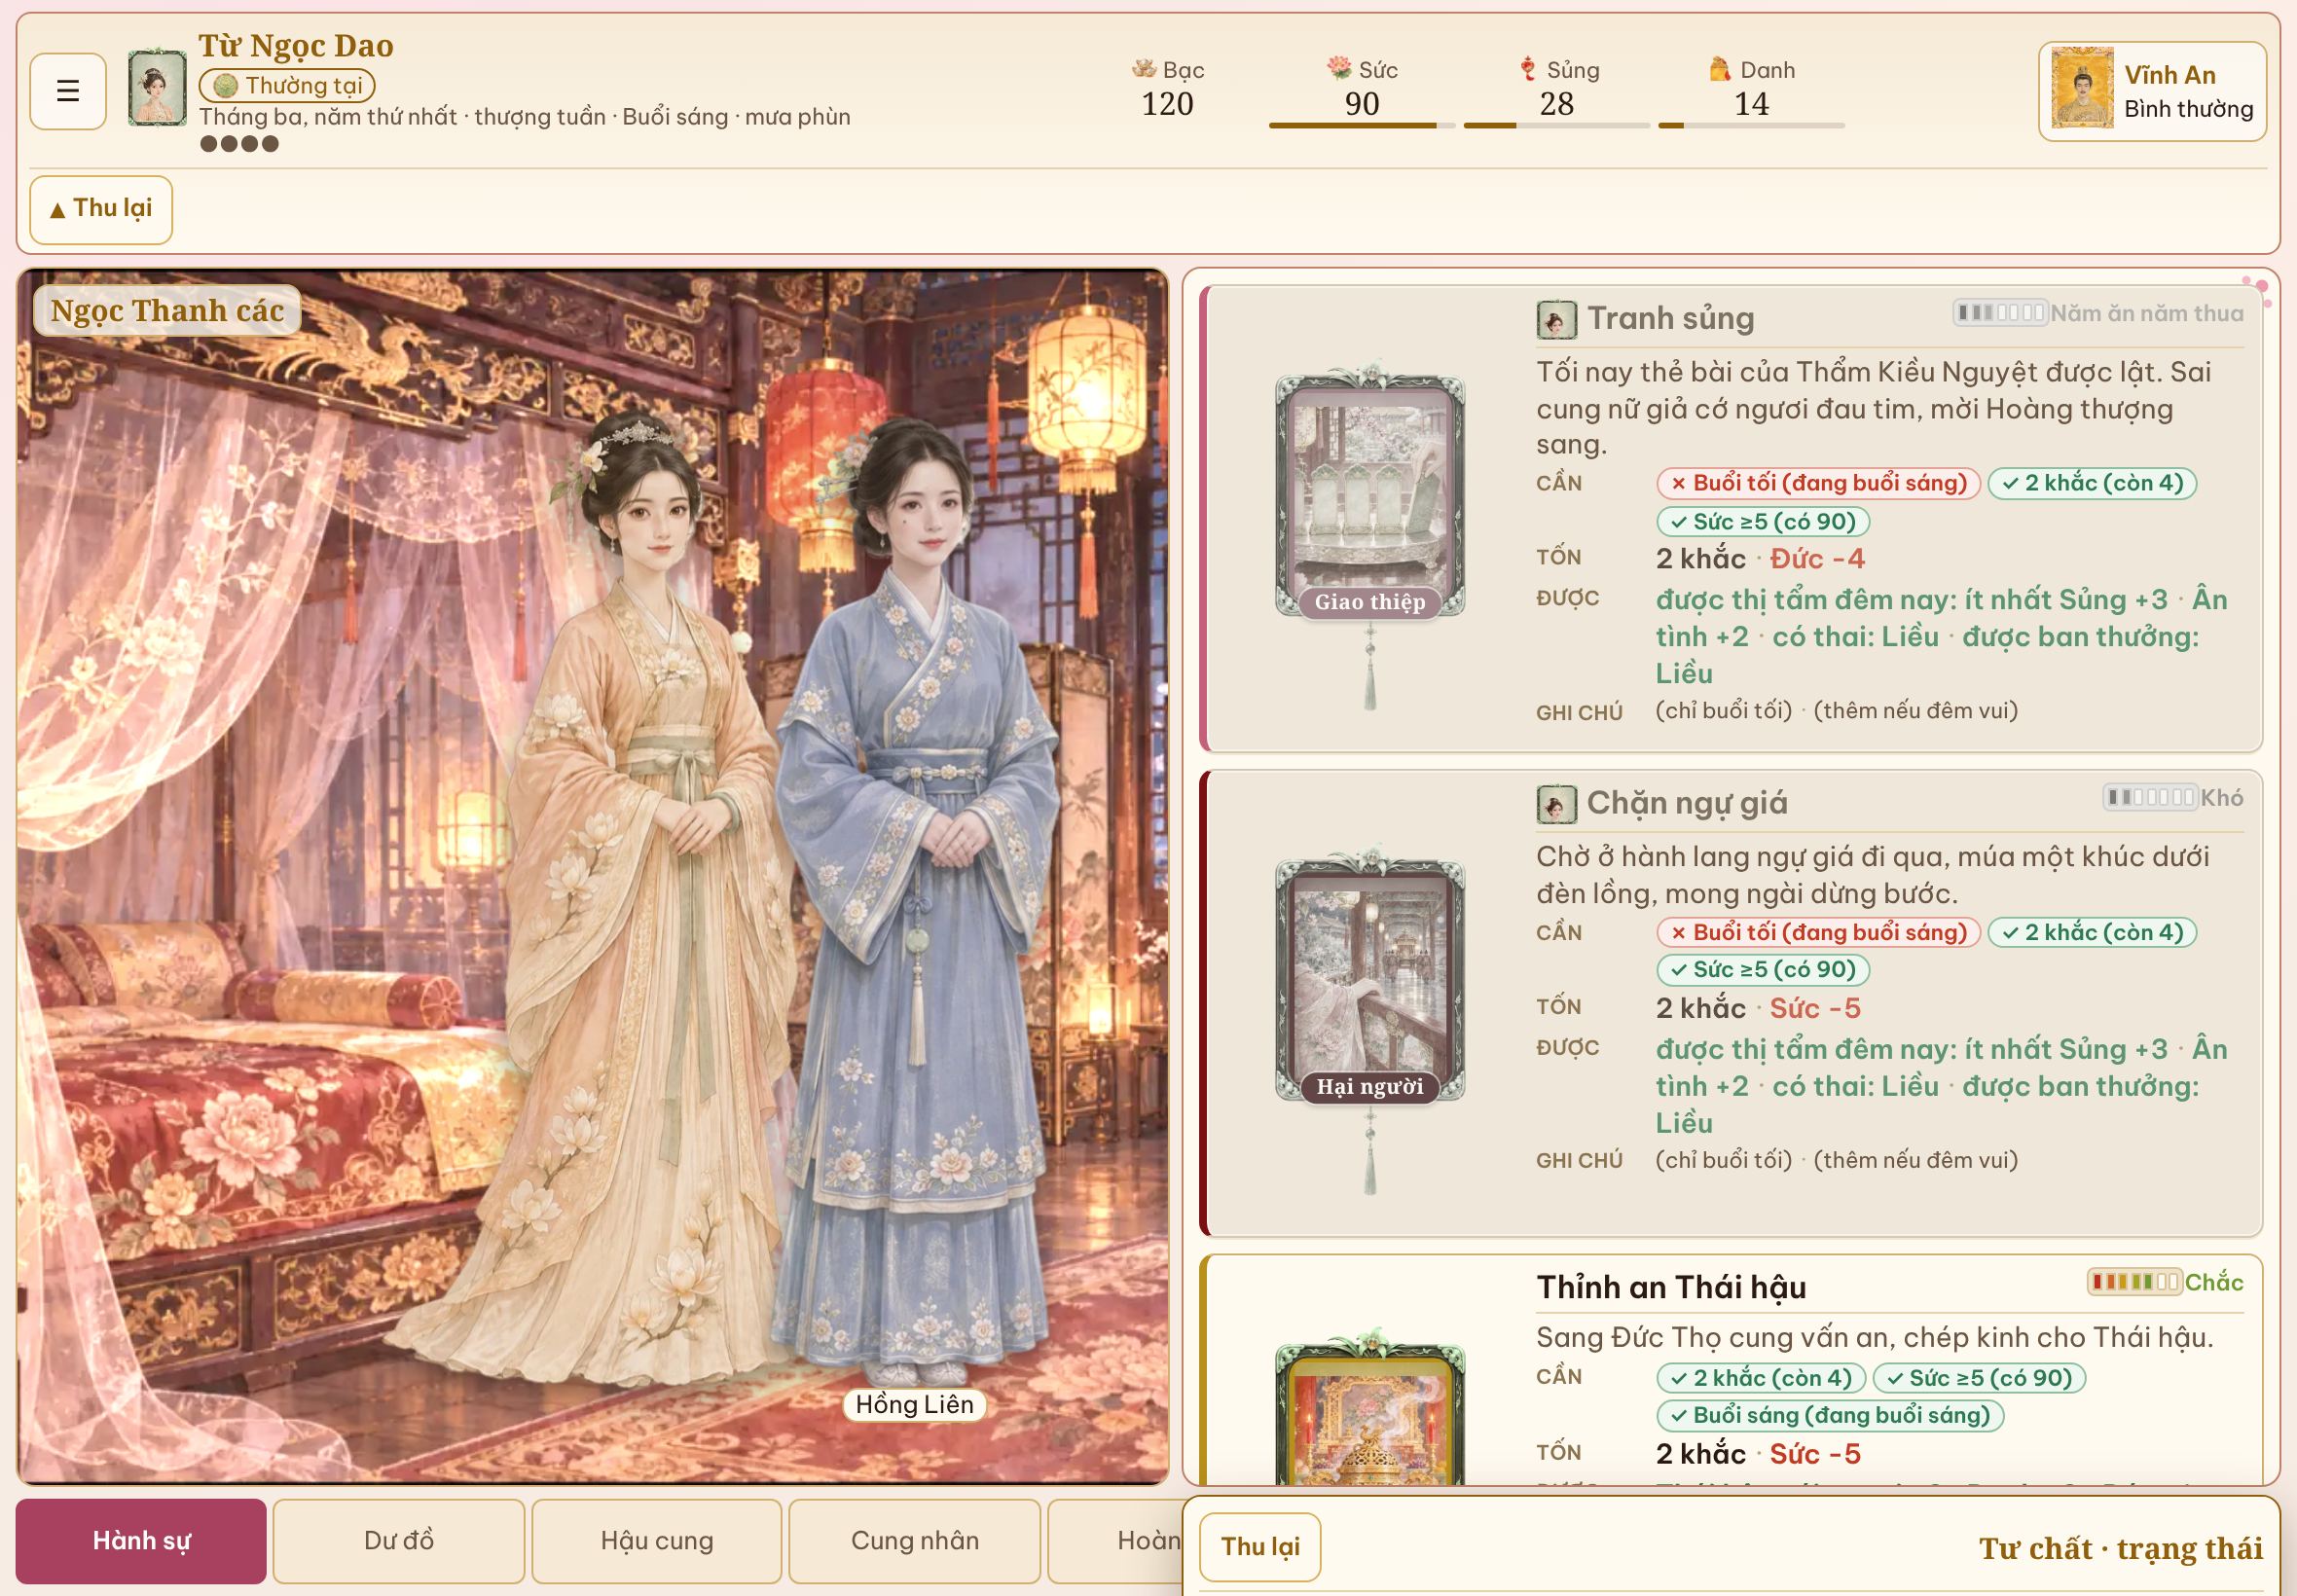 Từ Ngọc Dao
Thường tại
Tháng ba, năm thứ nhất · thượng tuần · Buổi sáng · mưa phùn
Bạc
120
Sức
90
Sủng
28
Danh
14
Vĩnh An
Bình thường
▲ Thu lại
Ngọc Thanh các
Hồng Liên
Tranh sủng
Năm ăn năm thua
Tối nay thẻ bài của Thẩm Kiều Nguyệt được lật. Sai
cung nữ giả cớ ngươi đau tim, mời Hoàng thượng
sang.
Giao thiệp
CẦN
× Buổi tối (đang buổi sáng)
✓ 2 khắc (còn 4)
✓ Sức ≥5 (có 90)
TỐN
2 khắc · Đức -4
ĐƯỢC
được thị tẩm đêm nay: ít nhất Sủng +3 · Ân
tình +2 · có thai: Liều · được ban thưởng:
Liều
GHI CHÚ
(chỉ buổi tối) · (thêm nếu đêm vui)
Chặn ngự giá
Khó
Chờ ở hành lang ngự giá đi qua, múa một khúc dưới
đèn lồng, mong ngài dừng bước.
Hại người
CẦN
× Buổi tối (đang buổi sáng)
✓ 2 khắc (còn 4)
✓ Sức ≥5 (có 90)
TỐN
2 khắc · Sức -5
ĐƯỢC
được thị tẩm đêm nay: ít nhất Sủng +3 · Ân
tình +2 · có thai: Liều · được ban thưởng:
Liều
GHI CHÚ
(chỉ buổi tối) · (thêm nếu đêm vui)
Thỉnh an Thái hậu
Chắc
Sang Đức Thọ cung vấn an, chép kinh cho Thái hậu.
CẦN
✓ 2 khắc (còn 4)
✓ Sức ≥5 (có 90)
✓ Buổi sáng (đang buổi sáng)
TỐN
2 khắc · Sức -5
Hành sự
Dư đồ
Hậu cung
Cung nhân
Hoàn
Thu lại
Tư chất · trạng thái